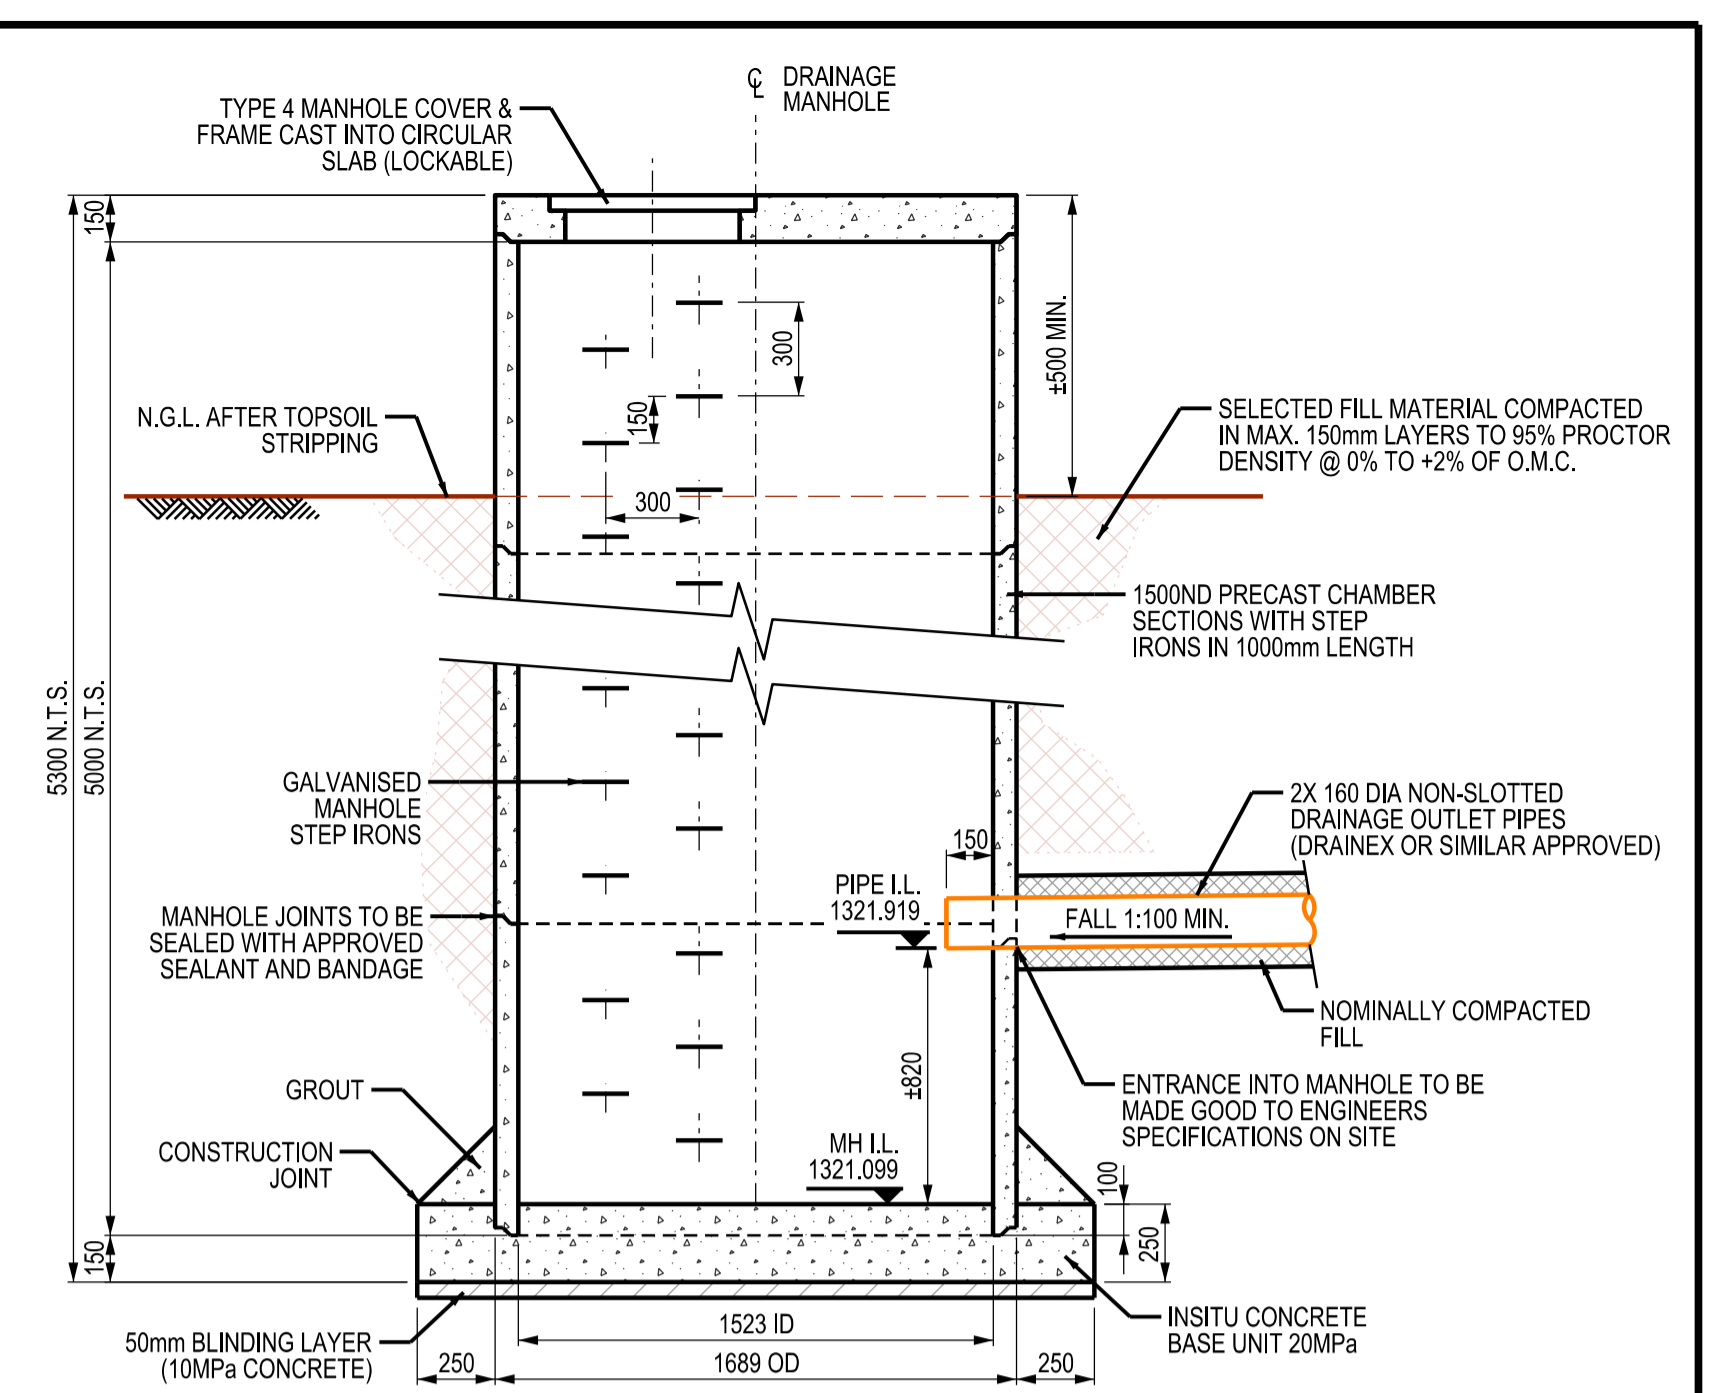 ℄ DRAINAGE
MANHOLE
TYPE 4 MANHOLE COVER &
FRAME CAST INTO CIRCULAR
SLAB (LOCKABLE)
150
±500 MIN.
300
150
300
N.G.L. AFTER TOPSOIL
STRIPPING
SELECTED FILL MATERIAL COMPACTED
IN MAX. 150mm LAYERS TO 95% PROCTOR
DENSITY @ 0% TO +2% OF O.M.C.
1500ND PRECAST CHAMBER
SECTIONS WITH STEP
IRONS IN 1000mm LENGTH
5300 N.T.S.
5000 N.T.S.
GALVANISED
MANHOLE
STEP IRONS
2X 160 DIA NON-SLOTTED
DRAINAGE OUTLET PIPES
(DRAINEX OR SIMILAR APPROVED)
150
PIPE I.L.
1321.919
FALL 1:100 MIN.
MANHOLE JOINTS TO BE
SEALED WITH APPROVED
SEALANT AND BANDAGE
NOMINALLY COMPACTED
FILL
±820
GROUT
ENTRANCE INTO MANHOLE TO BE
MADE GOOD TO ENGINEERS
SPECIFICATIONS ON SITE
CONSTRUCTION
JOINT
MH I.L.
1321.099
100
250
150
INSITU CONCRETE
BASE UNIT 20MPa
50mm BLINDING LAYER
(10MPa CONCRETE)
1523 ID
250
1689 OD
250